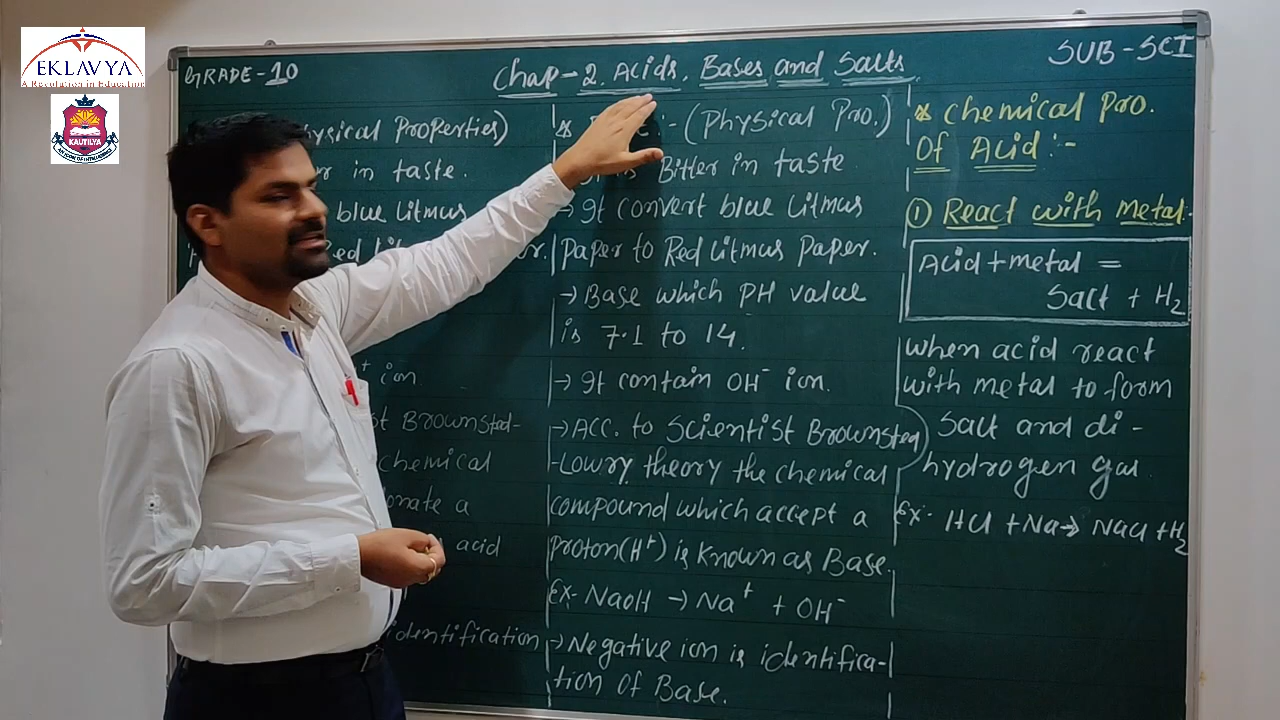 EKLAVYA
A Revolution in Education
KAUTILYA
GRADE-10
Chap-2. Acids, Bases and Salts
SUB-SCI
Physical Properties)
in taste.
blue litmus
Red
ion.
Brownsted-
chemical
a
acid
identification
:- (Physical Pro.)
It is Bitter in taste
→ It convert blue litmus
paper to Red litmus paper.
→ Base which PH value
is 7.1 to 14.
→ It contain OH⁻ ion.
→ Acc. to Scientist Brownsted
-Lowry theory the chemical
compound which accept a
proton(H⁺) is known as Base.
Ex- NaoH → Na⁺ + OH⁻
→ Negative ion is identifica-
tion of Base.
* Chemical Pro.
Of Acid:-
① React with metal.
Acid+metal =
Salt + H₂
when acid react
with metal to form
salt and di-
hydrogen gas.
Ex- HCl + Na → NaCl + H₂